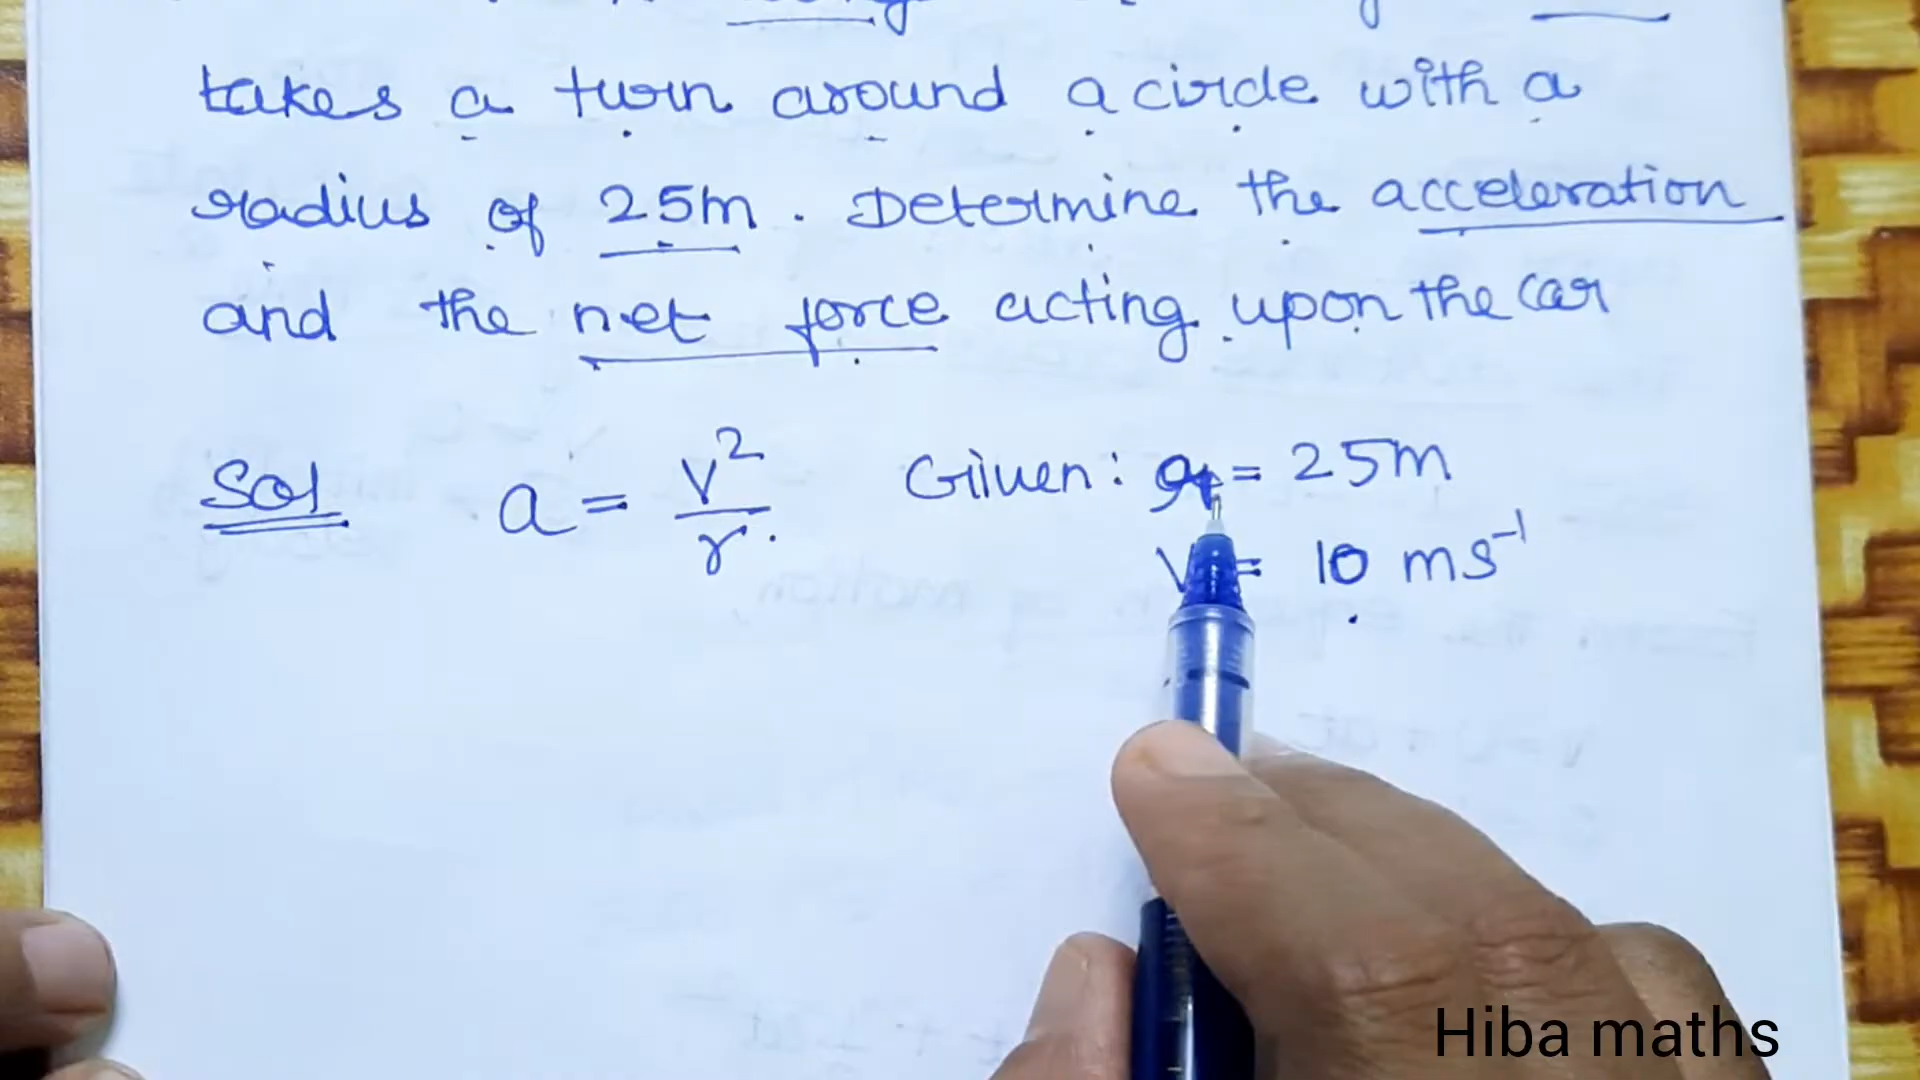 takes a turn around a circle with a
radius of 25m. Determine the acceleration
and the net force acting upon the car
Sol a = v²/r. Given: r = 25m
V = 10 ms⁻¹
Hiba maths